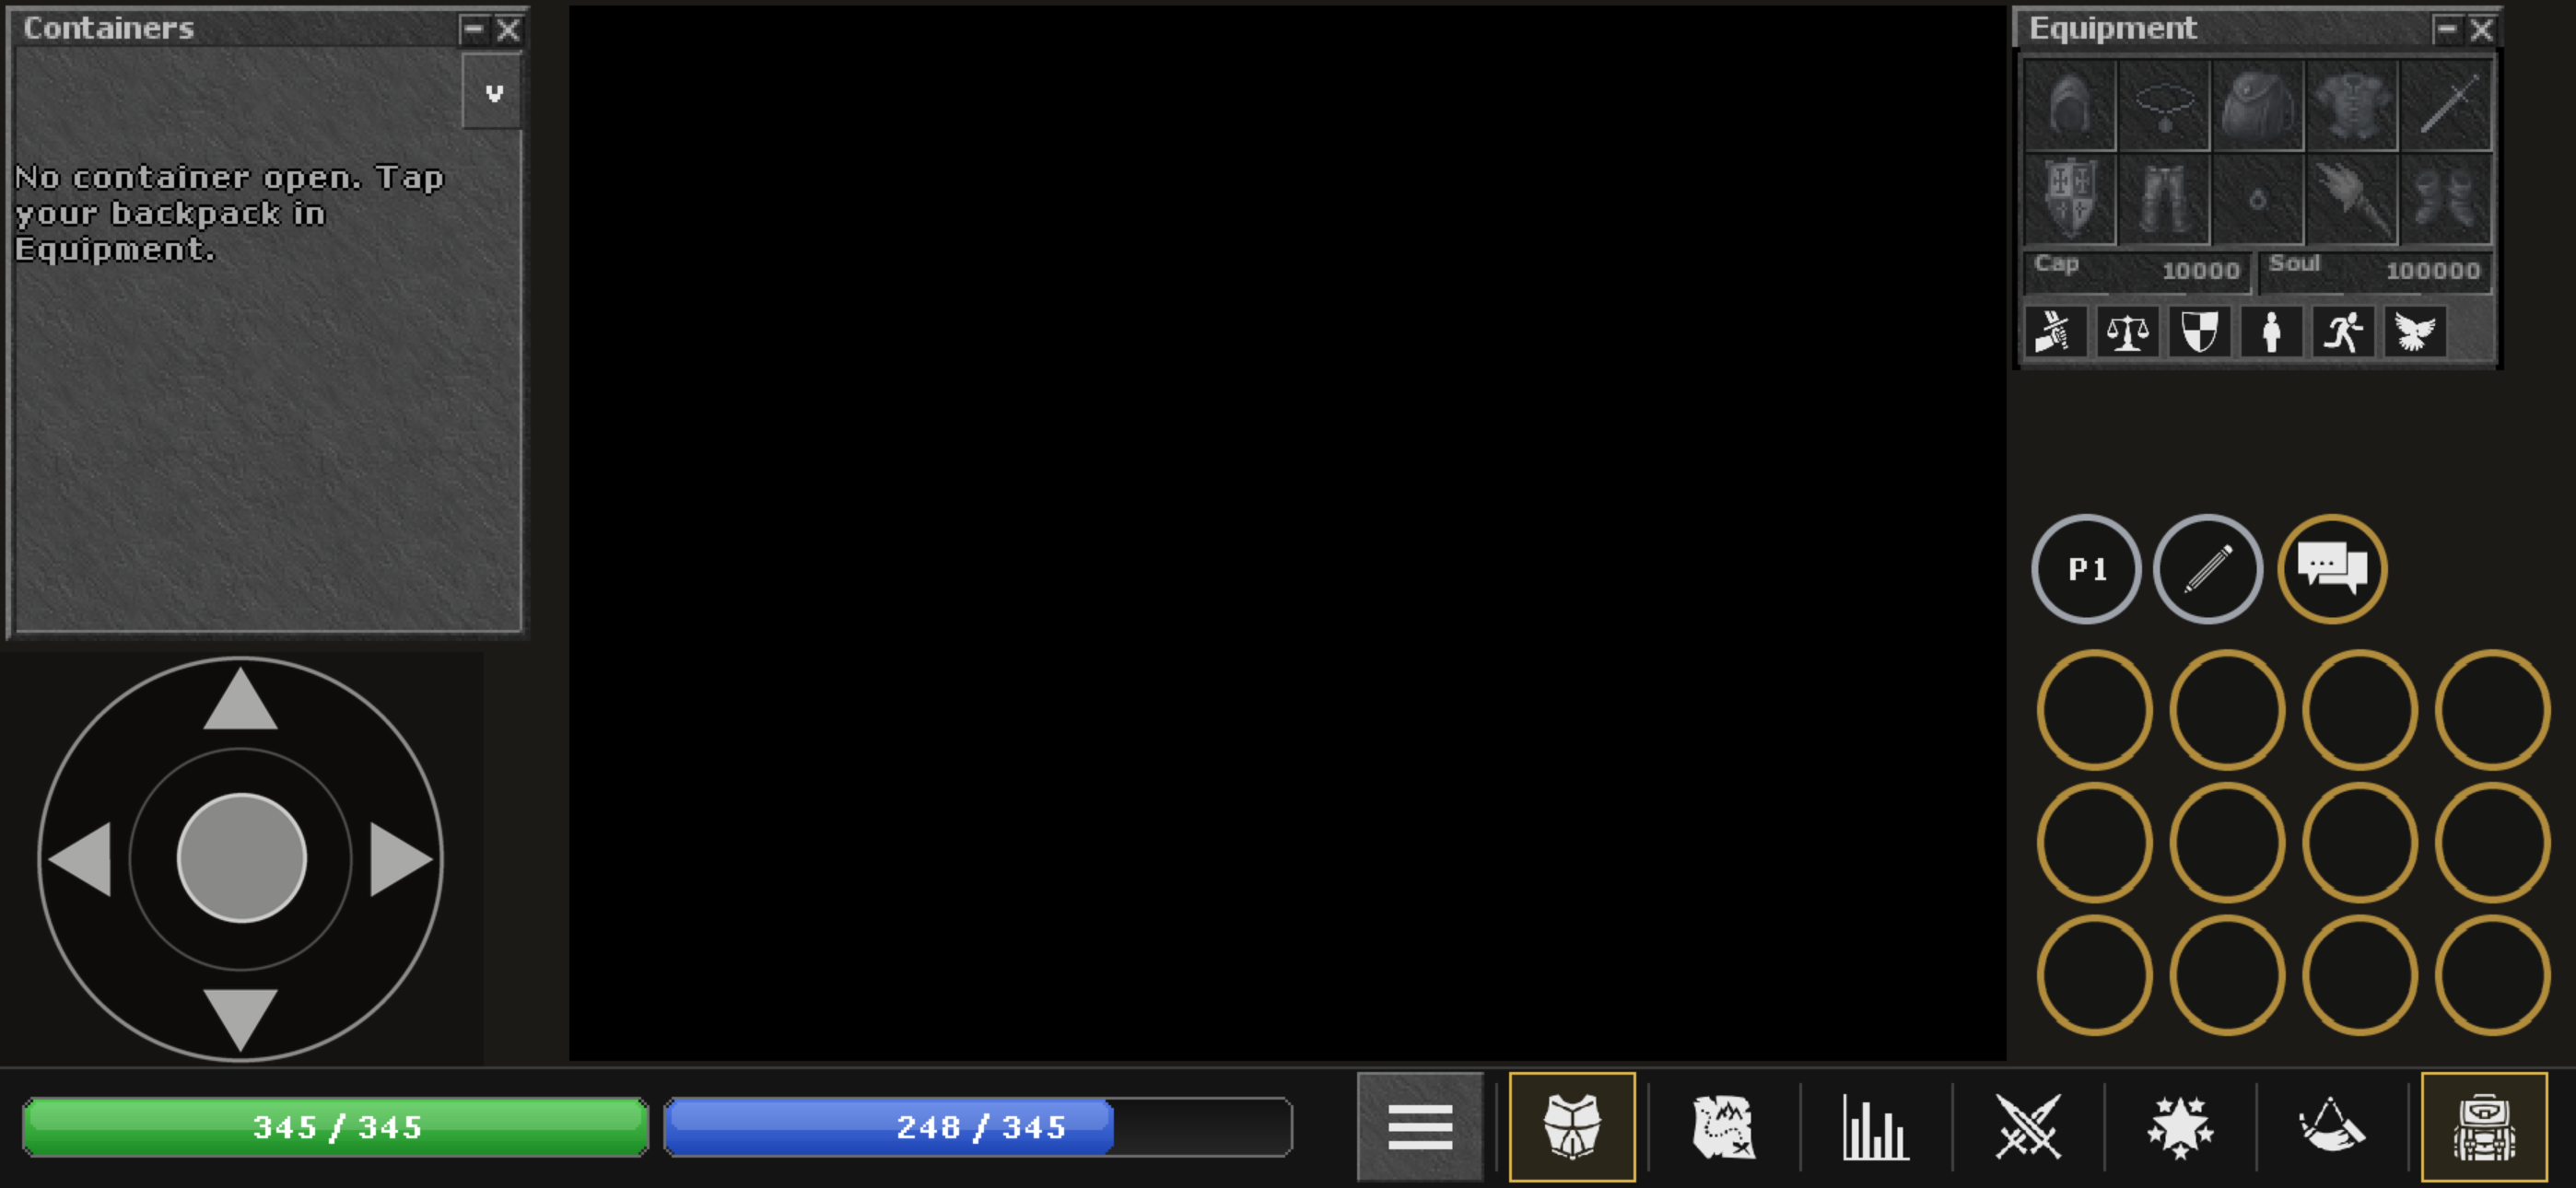 Containers
v
No container open. Tap
your backpack in
Equipment.
Equipment
Cap 10000 Soul 100000
P1
345 / 345
248 / 345